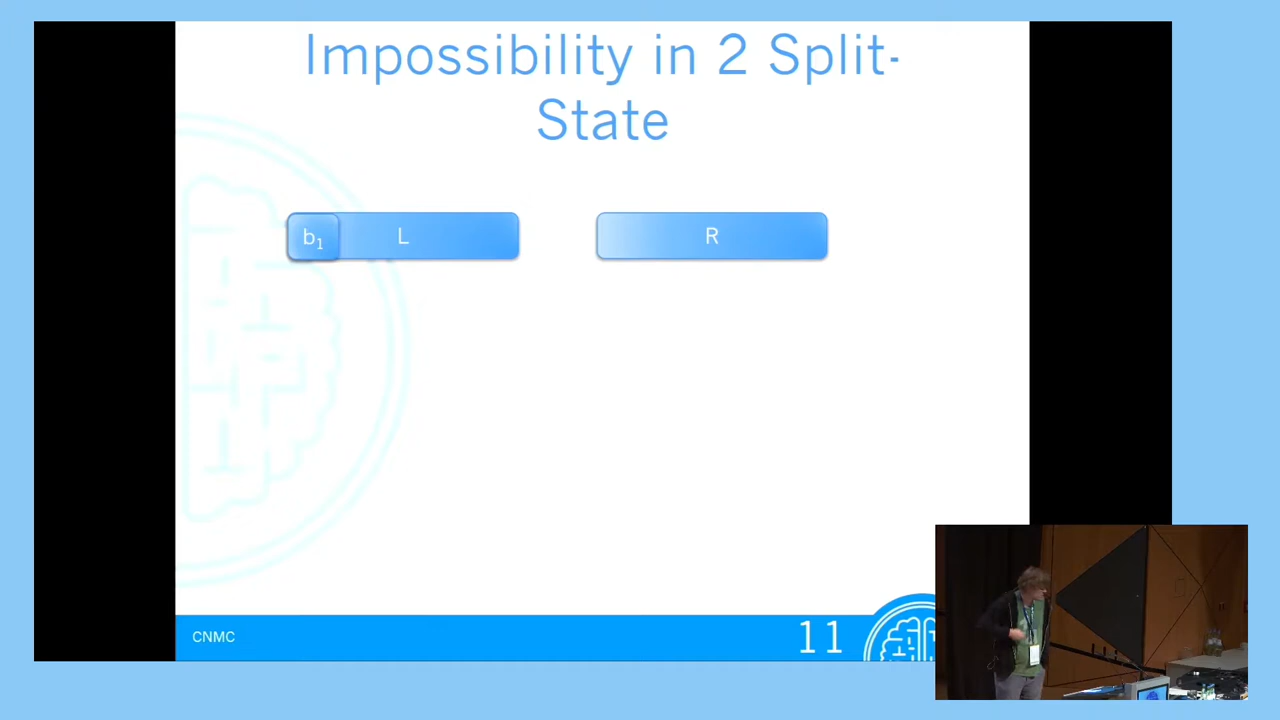 Impossibility in 2 Split-
State
b₁ L R
CNMC 11